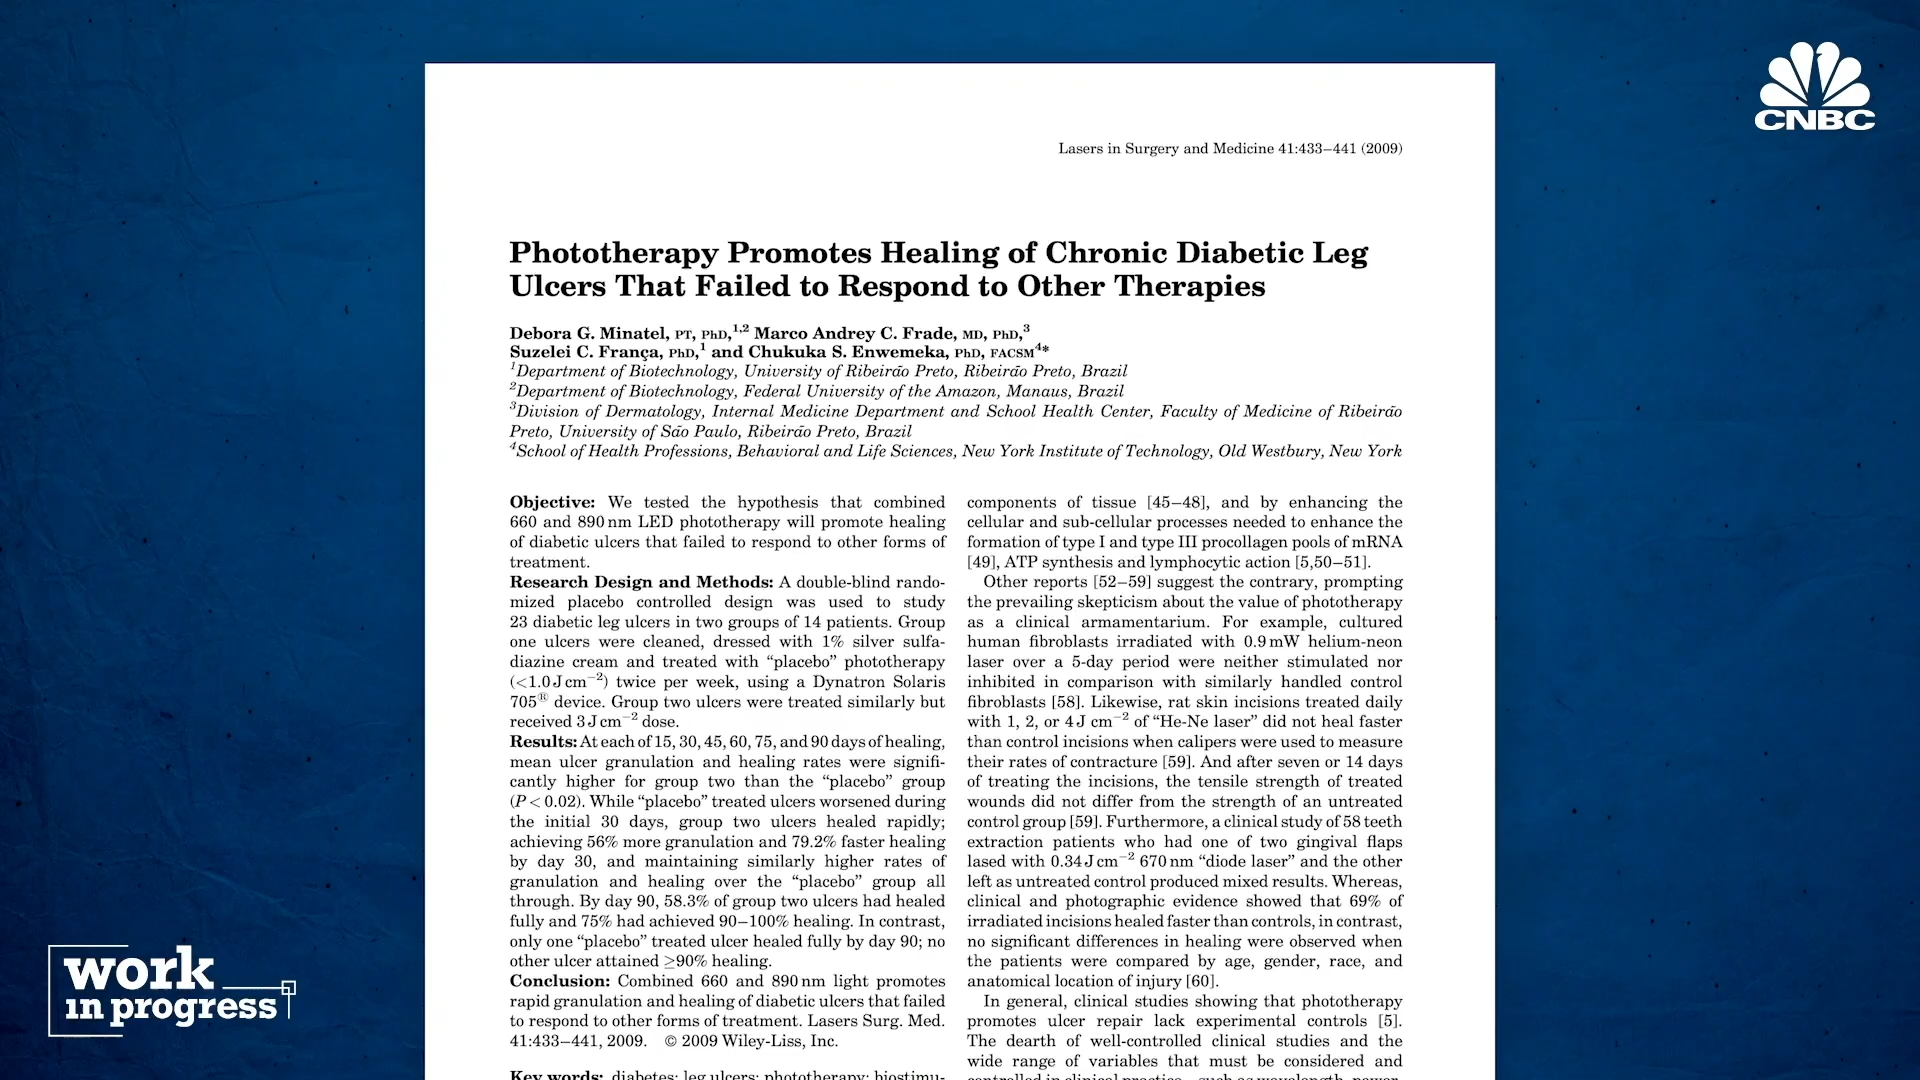 CNBC
Lasers in Surgery and Medicine 41:433–441 (2009)
Phototherapy Promotes Healing of Chronic Diabetic Leg
Ulcers That Failed to Respond to Other Therapies
Debora G. Minatel, PT, PhD,1,2 Marco Andrey C. Frade, MD, PhD,3
Suzelei C. França, PhD,1 and Chukuka S. Enwemeka, PhD, FACSM4*
1Department of Biotechnology, University of Ribeirão Preto, Ribeirão Preto, Brazil
2Department of Biotechnology, Federal University of the Amazon, Manaus, Brazil
3Division of Dermatology, Internal Medicine Department and School Health Center, Faculty of Medicine of Ribeirão
Preto, University of São Paulo, Ribeirão Preto, Brazil
4School of Health Professions, Behavioral and Life Sciences, New York Institute of Technology, Old Westbury, New York
Objective: We tested the hypothesis that combined
660 and 890 nm LED phototherapy will promote healing
of diabetic ulcers that failed to respond to other forms of
treatment.
Research Design and Methods: A double-blind rando-
mized placebo controlled design was used to study
23 diabetic leg ulcers in two groups of 14 patients. Group
one ulcers were cleaned, dressed with 1% silver sulfa-
diazine cream and treated with “placebo” phototherapy
(<1.0 J cm−2) twice per week, using a Dynatron Solaris
705® device. Group two ulcers were treated similarly but
received 3 J cm−2 dose.
Results: At each of 15, 30, 45, 60, 75, and 90 days of healing,
mean ulcer granulation and healing rates were signifi-
cantly higher for group two than the “placebo” group
(P < 0.02). While “placebo” treated ulcers worsened during
the initial 30 days, group two ulcers healed rapidly;
achieving 56% more granulation and 79.2% faster healing
by day 30, and maintaining similarly higher rates of
granulation and healing over the “placebo” group all
through. By day 90, 58.3% of group two ulcers had healed
fully and 75% had achieved 90–100% healing. In contrast,
only one “placebo” treated ulcer healed fully by day 90; no
other ulcer attained ≥90% healing.
Conclusion: Combined 660 and 890 nm light promotes
rapid granulation and healing of diabetic ulcers that failed
to respond to other forms of treatment. Lasers Surg. Med.
41:433–441, 2009. © 2009 Wiley-Liss, Inc.
Key words: diabetes; leg ulcers; phototherapy; biostimu-
components of tissue [45–48], and by enhancing the
cellular and sub-cellular processes needed to enhance the
formation of type I and type III procollagen pools of mRNA
[49], ATP synthesis and lymphocytic action [5,50–51].
Other reports [52–59] suggest the contrary, prompting
the prevailing skepticism about the value of phototherapy
as a clinical armamentarium. For example, cultured
human fibroblasts irradiated with 0.9 mW helium-neon
laser over a 5-day period were neither stimulated nor
inhibited in comparison with similarly handled control
fibroblasts [58]. Likewise, rat skin incisions treated daily
with 1, 2, or 4 J cm−2 of “He-Ne laser” did not heal faster
than control incisions when calipers were used to measure
their rates of contracture [59]. And after seven or 14 days
of treating the incisions, the tensile strength of treated
wounds did not differ from the strength of an untreated
control group [59]. Furthermore, a clinical study of 58 teeth
extraction patients who had one of two gingival flaps
lased with 0.34 J cm−2 670 nm “diode laser” and the other
left as untreated control produced mixed results. Whereas,
clinical and photographic evidence showed that 69% of
irradiated incisions healed faster than controls, in contrast,
no significant differences in healing were observed when
the patients were compared by age, gender, race, and
anatomical location of injury [60].
In general, clinical studies showing that phototherapy
promotes ulcer repair lack experimental controls [5].
The dearth of well-controlled clinical studies and the
wide range of variables that must be considered and
controlled in clinical practice—such as wavelength, power,
work
in progress